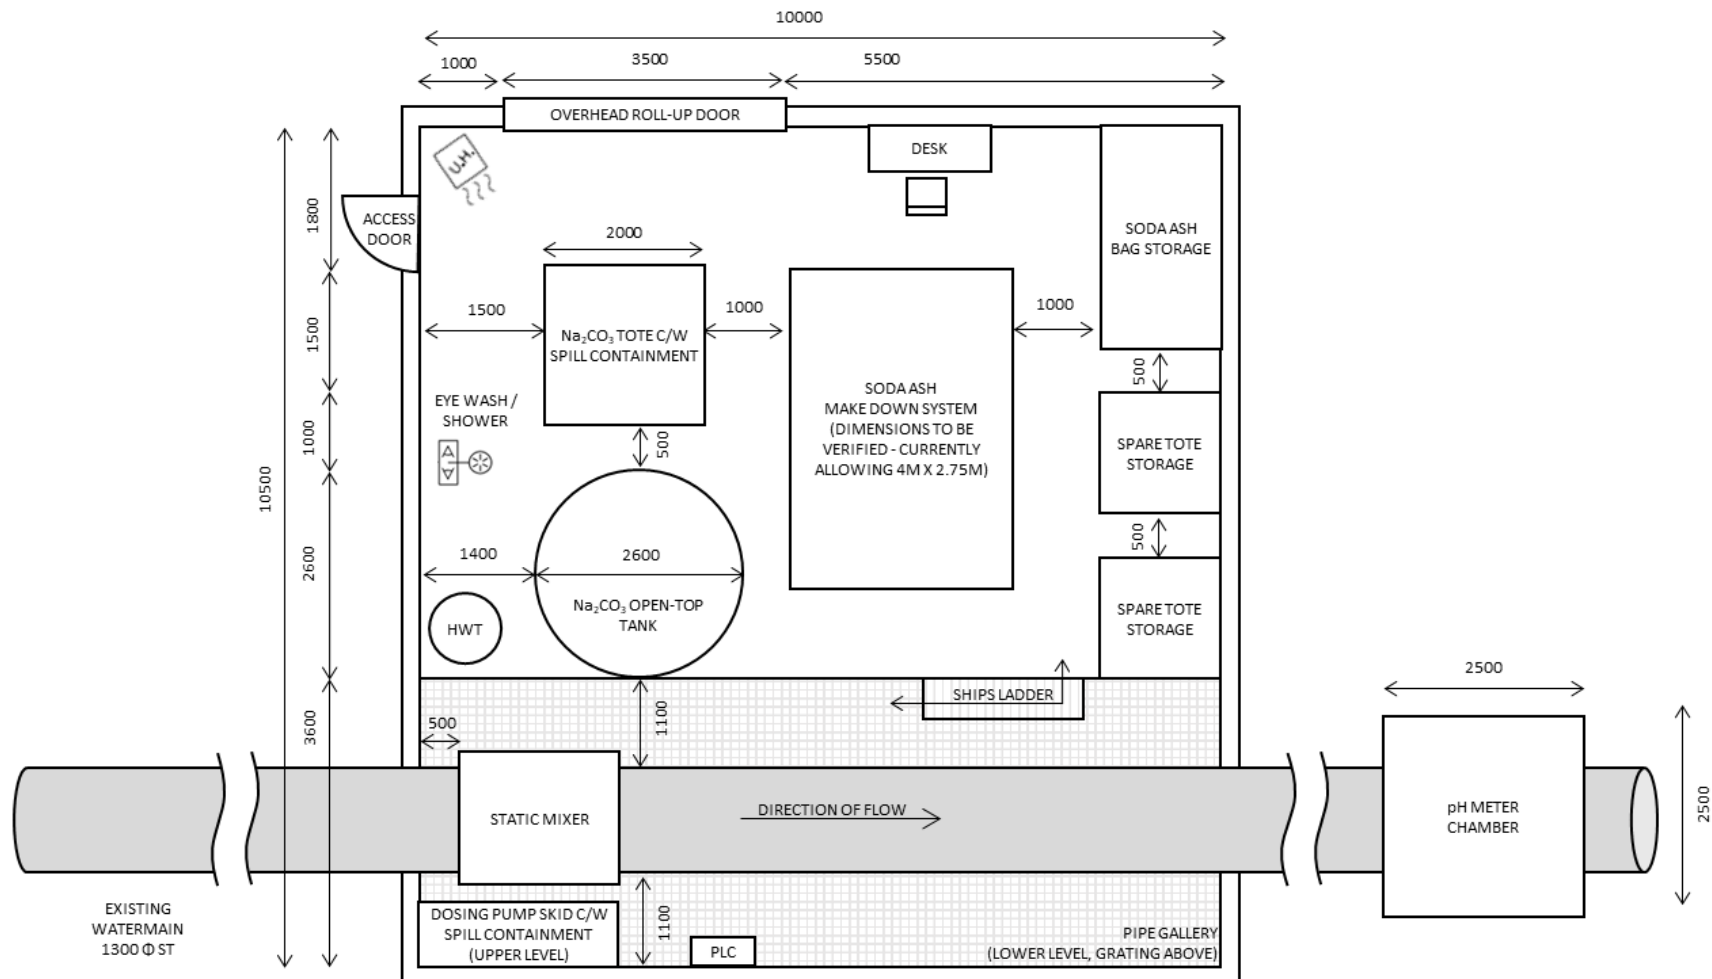 10000
1000
3500
5500
OVERHEAD ROLL-UP DOOR
U.H.
DESK
1800
ACCESS
DOOR
SODA ASH
BAG STORAGE
2000
1500
1000
1000
1500
Na₂CO₃ TOTE C/W
SPILL CONTAINMENT
500
SODA ASH
MAKE DOWN SYSTEM
(DIMENSIONS TO BE
VERIFIED - CURRENTLY
ALLOWING 4M X 2.75M)
EYE WASH /
SHOWER
1000
500
SPARE TOTE
STORAGE
10500
500
2600
1400
2600
Na₂CO₃ OPEN-TOP
TANK
HWT
SPARE TOTE
STORAGE
SHIPS LADDER
3600
500
1100
2500
2500
STATIC MIXER
DIRECTION OF FLOW
pH METER
CHAMBER
EXISTING
WATERMAIN
1300 Φ ST
DOSING PUMP SKID C/W
SPILL CONTAINMENT
(UPPER LEVEL)
1100
PLC
PIPE GALLERY
(LOWER LEVEL, GRATING ABOVE)